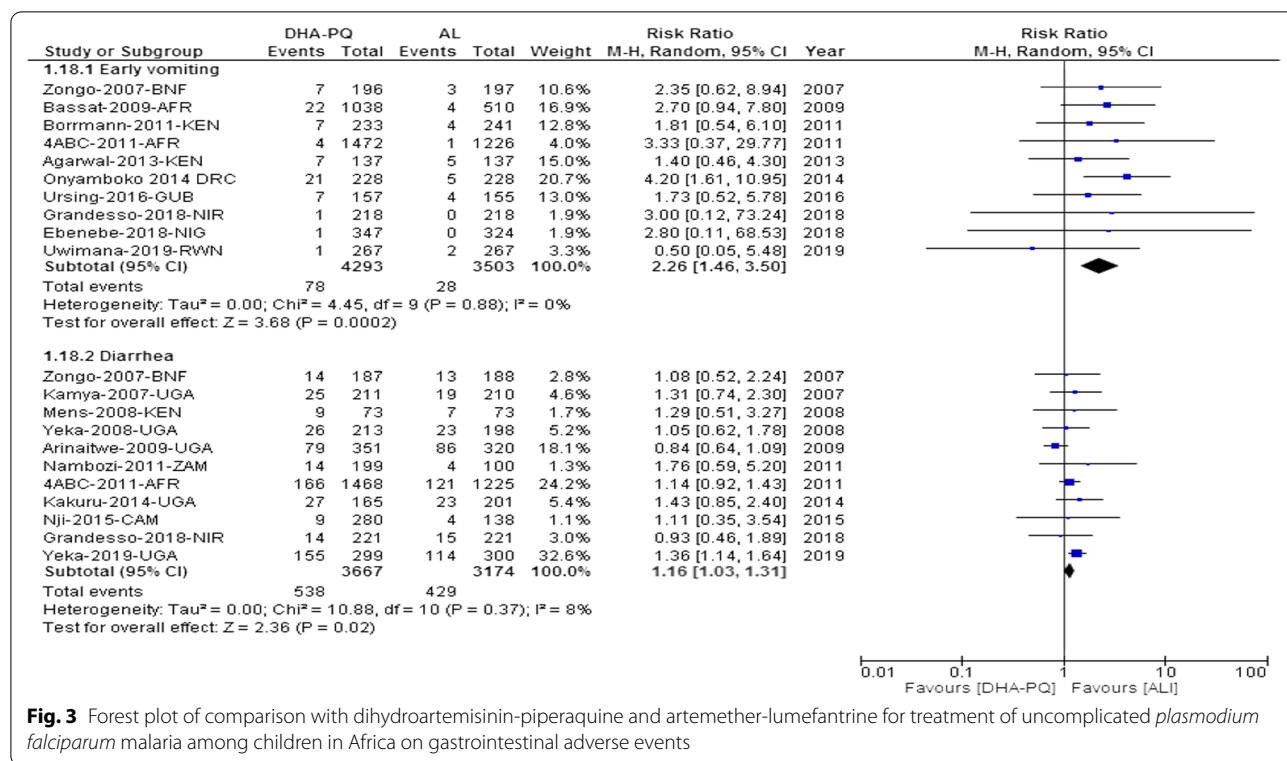 DHA-PQ AL Risk Ratio Risk Ratio
Study or Subgroup Events Total Events Total Weight M-H, Random, 95% CI Year M-H, Random, 95% CI
1.18.1 Early vomiting
Zongo-2007-BNF 7 196 3 197 10.6% 2.35 [0.62, 8.94] 2007
Bassat-2009-AFR 22 1038 4 510 16.9% 2.70 [0.94, 7.80] 2009
Borrmann-2011-KEN 7 233 4 241 12.8% 1.81 [0.54, 6.10] 2011
4ABC-2011-AFR 4 1472 1 1226 4.0% 3.33 [0.37, 29.77] 2011
Agarwal-2013-KEN 7 137 5 137 15.0% 1.40 [0.46, 4.30] 2013
Onyamboko 2014 DRC 21 228 5 228 20.7% 4.20 [1.61, 10.95] 2014
Ursing-2016-GUB 7 157 4 155 13.0% 1.73 [0.52, 5.78] 2016
Grandesso-2018-NIR 1 218 0 218 1.9% 3.00 [0.12, 73.24] 2018
Ebenebe-2018-NIG 1 347 0 324 1.9% 2.80 [0.11, 68.53] 2018
Uwimana-2019-RWN 1 267 2 267 3.3% 0.50 [0.05, 5.48] 2019
Subtotal (95% CI) 4293 3503 100.0% 2.26 [1.46, 3.50]
Total events 78 28
Heterogeneity: Tau² = 0.00; Chi² = 4.45, df = 9 (P = 0.88); I² = 0%
Test for overall effect: Z = 3.68 (P = 0.0002)
1.18.2 Diarrhea
Zongo-2007-BNF 14 187 13 188 2.8% 1.08 [0.52, 2.24] 2007
Kamya-2007-UGA 25 211 19 210 4.6% 1.31 [0.74, 2.30] 2007
Mens-2008-KEN 9 73 7 73 1.7% 1.29 [0.51, 3.27] 2008
Yeka-2008-UGA 26 213 23 198 5.2% 1.05 [0.62, 1.78] 2008
Arinaitwe-2009-UGA 79 351 86 320 18.1% 0.84 [0.64, 1.09] 2009
Nambozi-2011-ZAM 14 199 4 100 1.3% 1.76 [0.59, 5.20] 2011
4ABC-2011-AFR 166 1468 121 1225 24.2% 1.14 [0.92, 1.43] 2011
Kakuru-2014-UGA 27 165 23 201 5.4% 1.43 [0.85, 2.40] 2014
Nji-2015-CAM 9 280 4 138 1.1% 1.11 [0.35, 3.54] 2015
Grandesso-2018-NIR 14 221 15 221 3.0% 0.93 [0.46, 1.89] 2018
Yeka-2019-UGA 155 299 114 300 32.6% 1.36 [1.14, 1.64] 2019
Subtotal (95% CI) 3667 3174 100.0% 1.16 [1.03, 1.31]
Total events 538 429
Heterogeneity: Tau² = 0.00; Chi² = 10.88, df = 10 (P = 0.37); I² = 8%
Test for overall effect: Z = 2.36 (P = 0.02)
0.01 0.1 1 10 100
Favours [DHA-PQ] Favours [ALI]
Fig. 3 Forest plot of comparison with dihydroartemisinin-piperaquine and artemether-lumefantrine for treatment of uncomplicated plasmodium
falciparum malaria among children in Africa on gastrointestinal adverse events